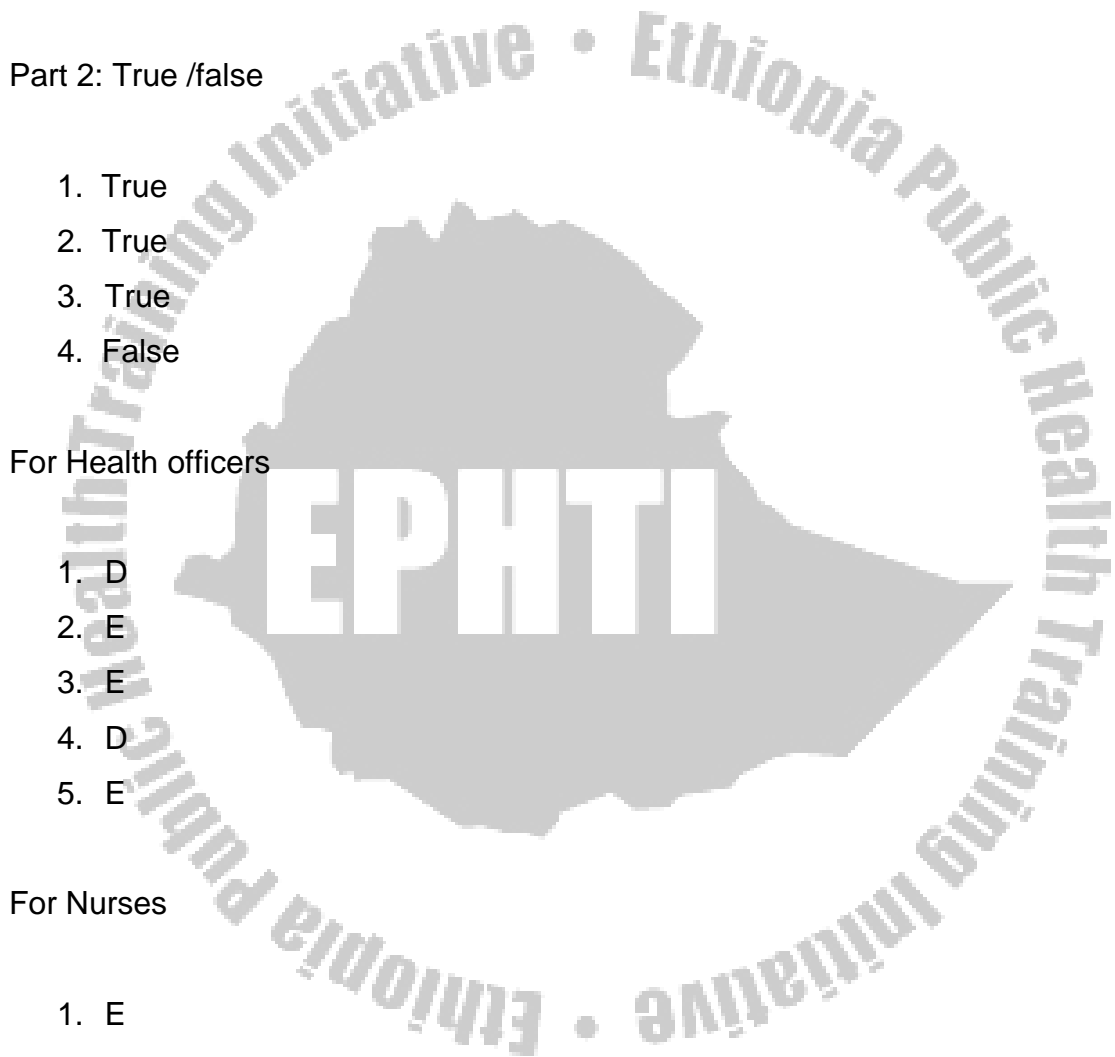 Part 2: True /false
1. True
2. True
3. True
4. False
For Health officers
1. D
2. E
3. E
4. D
5. E
For Nurses
1. E
EPHTI
Ethiopia Public Health Training Initiative • Ethiopia Public Health Training Initiative •